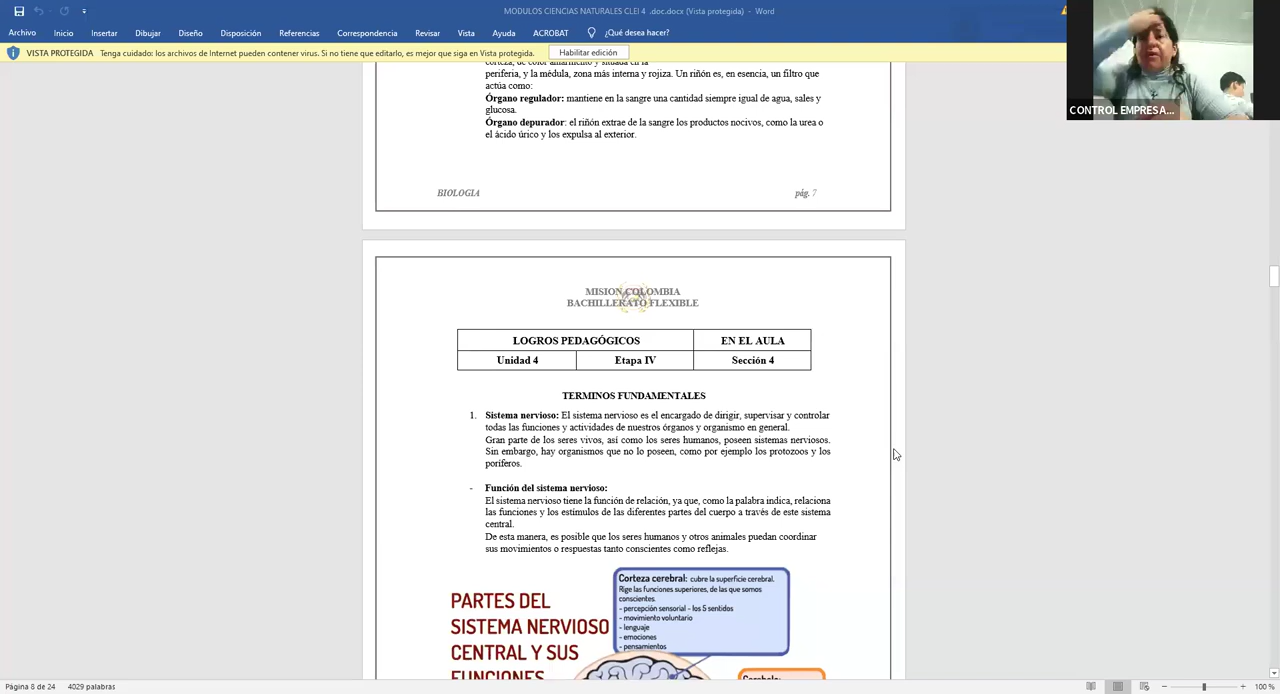 MODULOS CIENCIAS NATURALES CLEI 4 .doc.docx (Vista protegida) - Word
Archivo Inicio Insertar Dibujar Diseño Disposición Referencias Correspondencia Revisar Vista Ayuda ACROBAT ¿Qué desea hacer?
VISTA PROTEGIDA Tenga cuidado: los archivos de Internet pueden contener virus. Si no tiene que editarlo, es mejor que siga en Vista protegida. Habilitar edición
CONTROL EMPRESA...
corteza, de color amarillento y situada en la
periferia, y la médula, zona más interna y rojiza. Un riñón es, en esencia, un filtro que
actúa como:
Órgano regulador: mantiene en la sangre una cantidad siempre igual de agua, sales y
glucosa.
Órgano depurador: el riñón extrae de la sangre los productos nocivos, como la urea o
el ácido úrico y los expulsa al exterior.
BIOLOGIA pág. 7
MISION COLOMBIA
BACHILLERATO FLEXIBLE
LOGROS PEDAGÓGICOS EN EL AULA
Unidad 4 Etapa IV Sección 4
TERMINOS FUNDAMENTALES
1. Sistema nervioso: El sistema nervioso es el encargado de dirigir, supervisar y controlar
todas las funciones y actividades de nuestros órganos y organismo en general.
Gran parte de los seres vivos, así como los seres humanos, poseen sistemas nerviosos.
Sin embargo, hay organismos que no lo poseen, como por ejemplo los protozoos y los
poríferos.
- Función del sistema nervioso:
El sistema nervioso tiene la función de relación, ya que, como la palabra indica, relaciona
las funciones y los estímulos de las diferentes partes del cuerpo a través de este sistema
central.
De esta manera, es posible que los seres humanos y otros animales puedan coordinar
sus movimientos o respuestas tanto conscientes como reflejas.
PARTES DEL
SISTEMA NERVIOSO
CENTRAL Y SUS
FUNCIONES
Corteza cerebral: cubre la superficie cerebral.
Rige las funciones superiores, de las que somos
conscientes.
- percepción sensorial - los 5 sentidos
- movimiento voluntario
- lenguaje
- emociones
- pensamientos
Cerebelo:
Página 8 de 24 4029 palabras 100 %